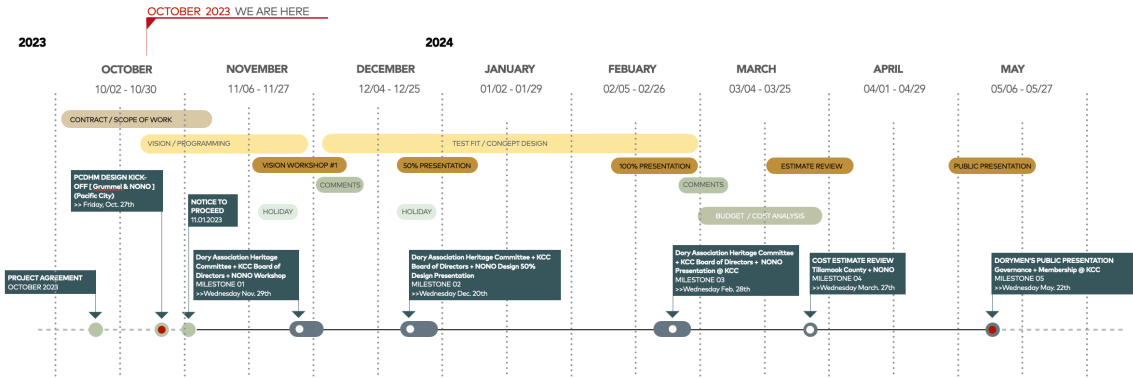 OCTOBER 2023 WE ARE HERE
2023
2024
OCTOBER
NOVEMBER
DECEMBER
JANUARY
FEBUARY
MARCH
APRIL
MAY
10/02 - 10/30
11/06 - 11/27
12/04 - 12/25
01/02 - 01/29
02/05 - 02/26
03/04 - 03/25
04/01 - 04/29
05/06 - 05/27
CONTRACT / SCOPE OF WORK
VISION / PROGRAMMING
TEST FIT / CONCEPT DESIGN
VISION WORKSHOP #1
50% PRESENTATION
100% PRESENTATION
ESTIMATE REVIEW
PUBLIC PRESENTATION
COMMENTS
COMMENTS
HOLIDAY
HOLIDAY
BUDGET / COST ANALYSIS
PCDHM DESIGN KICK-
OFF [ Grummel & NONO ]
(Pacific City)
>> Friday, Oct. 27th
NOTICE TO
PROCEED
11.01.2023
PROJECT AGREEMENT
OCTOBER 2023
Dory Association Heritage
Committee + KCC Board of
Directors + NONO Workshop
MILESTONE 01
>>Wednesday Nov. 29th
Dory Association Heritage Committee + KCC
Board of Directors + NONO Design 50%
Design Presentation
MILESTONE 02
>>Wednesday Dec. 20th
Dory Association Heritage Committee
+ KCC Board of Directors + NONO
Presentation @ KCC
MILESTONE 03
>>Wednesday Feb. 28th
COST ESTIMATE REVIEW
Tillamook County + NONO
MILESTONE 04
>>Wednesday March. 27th
DORYMEN'S PUBLIC PRESENTATION
Governance + Membership @ KCC
MILESTONE 05
>>Wednesday May. 22th